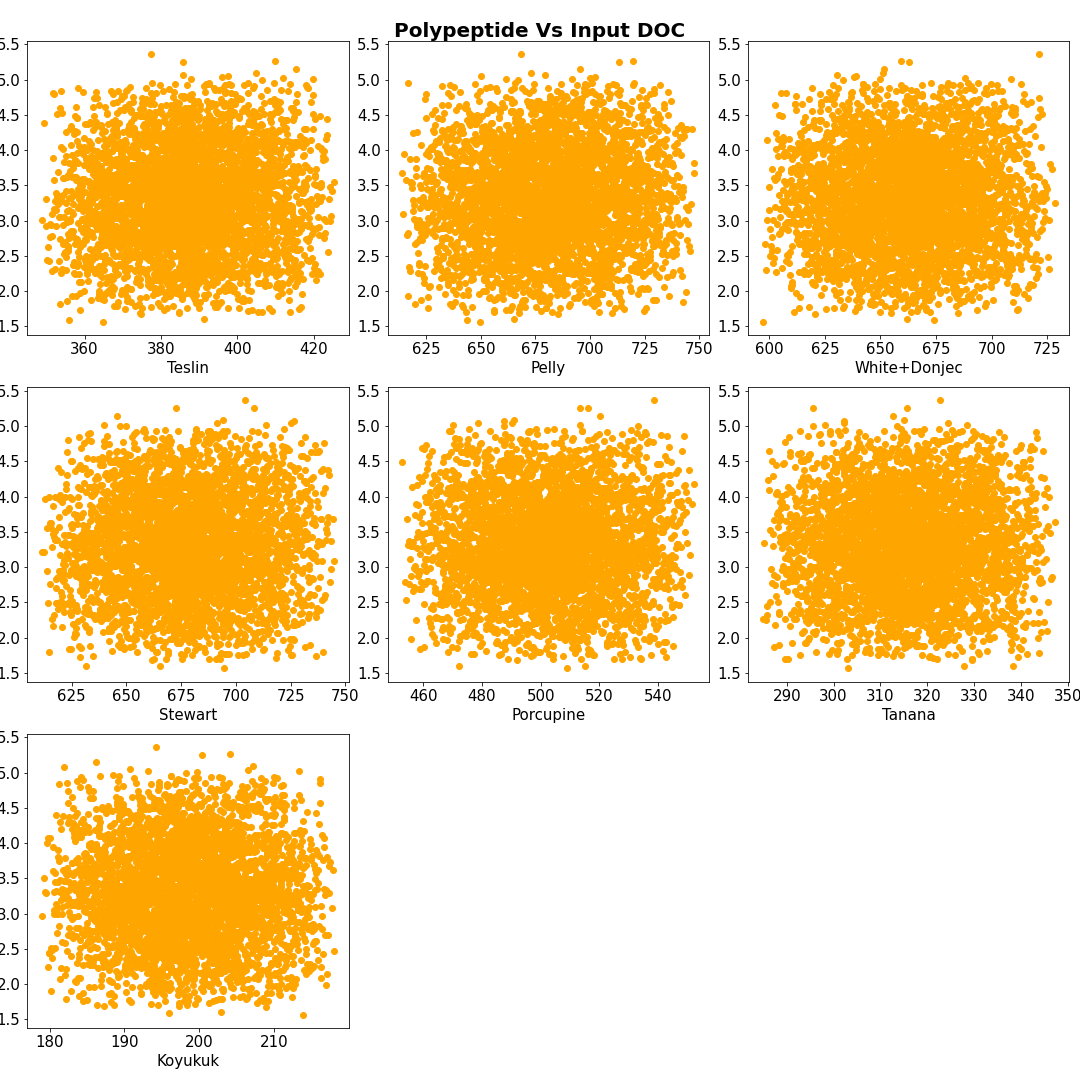 Polypeptide Vs Input DOC
5.5 5.0 4.5 4.0 3.5 3.0 2.5 2.0 1.5
360 380 400 420
Teslin
5.5 5.0 4.5 4.0 3.5 3.0 2.5 2.0 1.5
625 650 675 700 725 750
Pelly
5.5 5.0 4.5 4.0 3.5 3.0 2.5 2.0 1.5
600 625 650 675 700 725
White+Donjec
5.5 5.0 4.5 4.0 3.5 3.0 2.5 2.0 1.5
625 650 675 700 725 750
Stewart
5.5 5.0 4.5 4.0 3.5 3.0 2.5 2.0 1.5
460 480 500 520 540
Porcupine
5.5 5.0 4.5 4.0 3.5 3.0 2.5 2.0 1.5
290 300 310 320 330 340 350
Tanana
5.5 5.0 4.5 4.0 3.5 3.0 2.5 2.0 1.5
180 190 200 210
Koyukuk